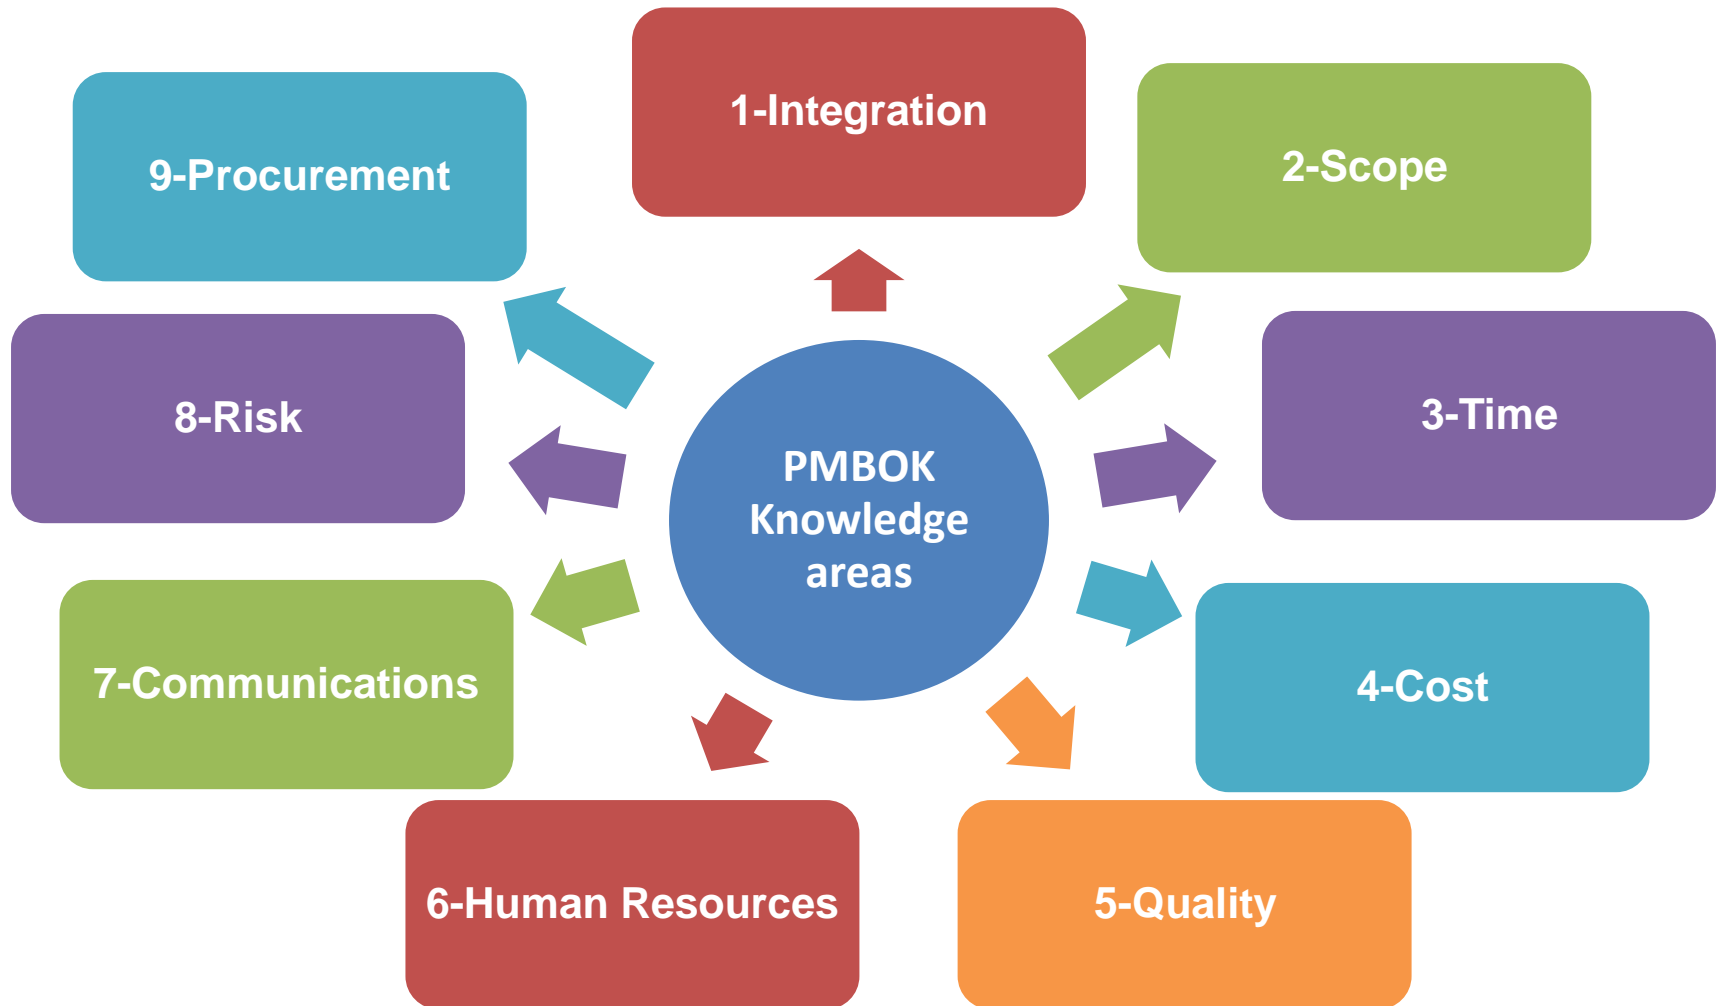 1-Integration
2-Scope
3-Time
4-Cost
5-Quality
6-Human Resources
7-Communications
8-Risk
9-Procurement
PMBOK
Knowledge
areas